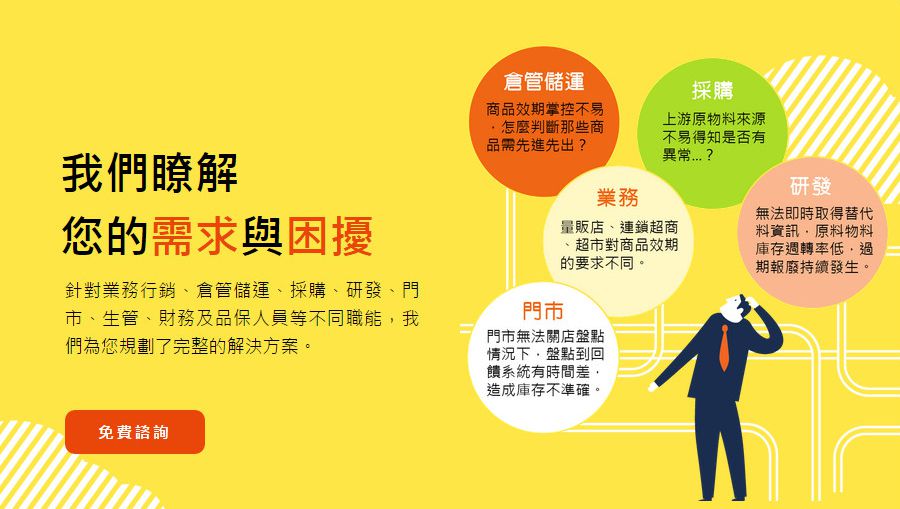 我們瞭解
您的需求與困擾
針對業務行銷、倉管儲運、採購、研發、門
市、生管、財務及品保人員等不同職能，我
們為您規劃了完整的解決方案。
免費諮詢
倉管儲運
商品效期掌控不易
，怎麼判斷那些商
品需先進先出？
採購
上游原物料來源
不易得知是否有
異常...？
業務
量販店、連鎖超商
、超市對商品效期
的要求不同。
研發
無法即時取得替代
料資訊，原料物料
庫存週轉率低，過
期報廢持續發生。
門市
門市無法關店盤點
情況下，盤點到回
饋系統有時間差，
造成庫存不準確。